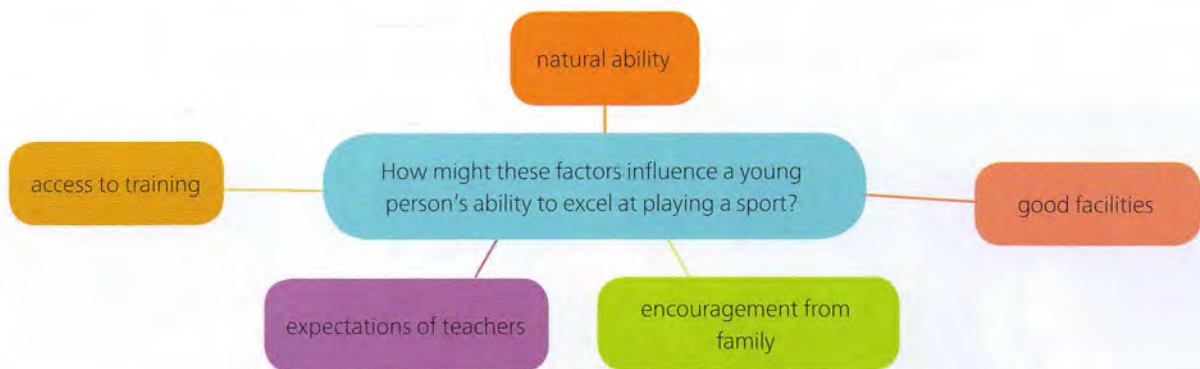 natural ability
access to training
How might these factors influence a young
person's ability to excel at playing a sport?
good facilities
expectations of teachers
encouragement from
family